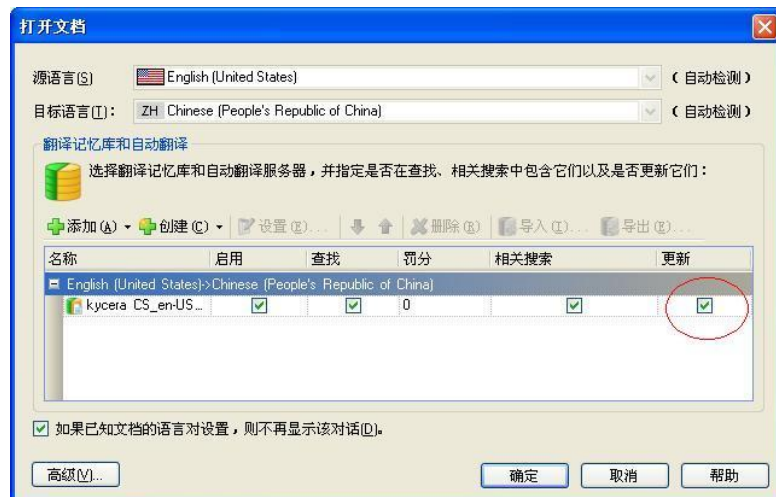 打开文档
源语言(S) English (United States) (自动检测)
目标语言(T): ZH Chinese (People's Republic of China) (自动检测)
翻译记忆库和自动翻译
选择翻译记忆库和自动翻译服务器，并指定是否在查找、相关搜索中包含它们以及是否更新它们：
添加(A) 创建(C) 设置(E)... 删除(R) 导入(I)... 导出(E)...
名称 启用 查找 罚分 相关搜索 更新
English (United States)->Chinese (People's Republic of China)
kycera CS_en-US... 0
如果已知文档的语言对设置，则不再显示该对话(D)。
高级(V)... 确定 取消 帮助